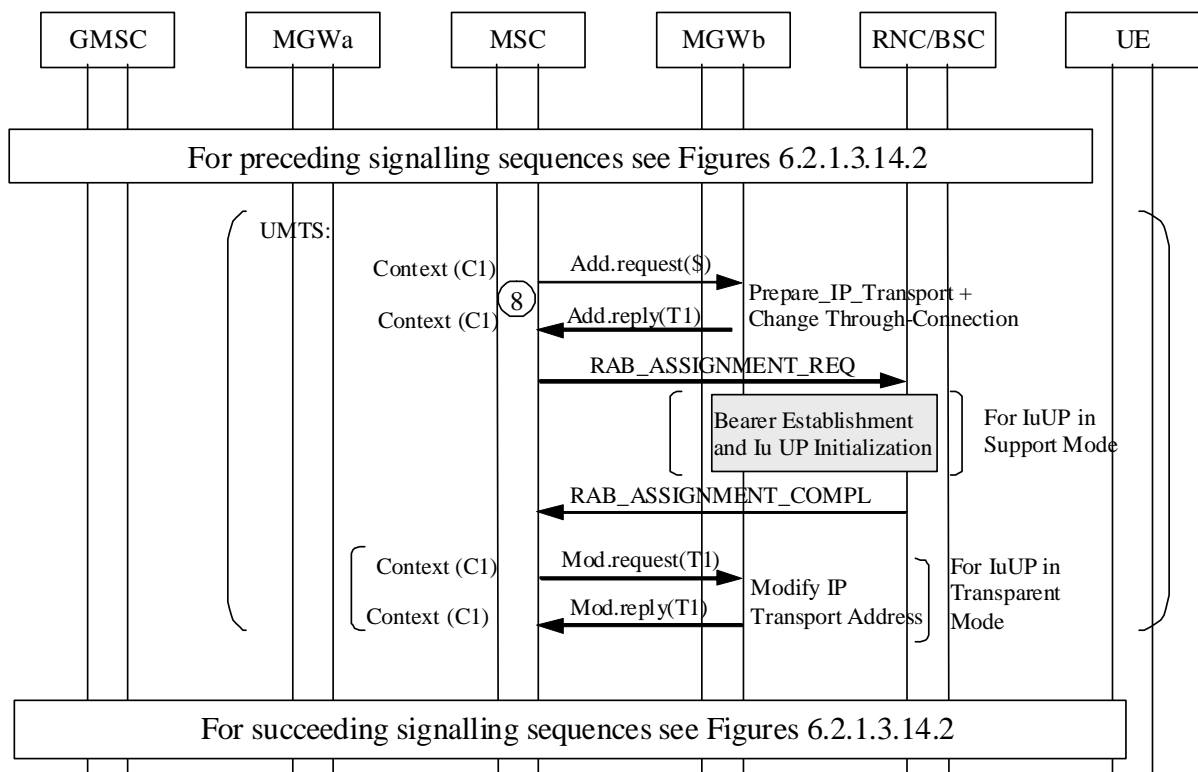 GMSC
MGWa
MSC
MGWb
RNC/BSC
UE
For preceding signalling sequences see Figures 6.2.1.3.14.2
UMTS:
Context (C1)
Add.request($)
8
Prepare_IP_Transport +
Change Through-Connection
Context (C1)
Add.reply(T1)
RAB_ASSIGNMENT_REQ
Bearer Establishment
and Iu UP Initialization
For IuUP in
Support Mode
RAB_ASSIGNMENT_COMPL
Context (C1)
Mod.request(T1)
Modify IP
Transport Address
For IuUP in
Transparent
Mode
Context (C1)
Mod.reply(T1)
For succeeding signalling sequences see Figures 6.2.1.3.14.2